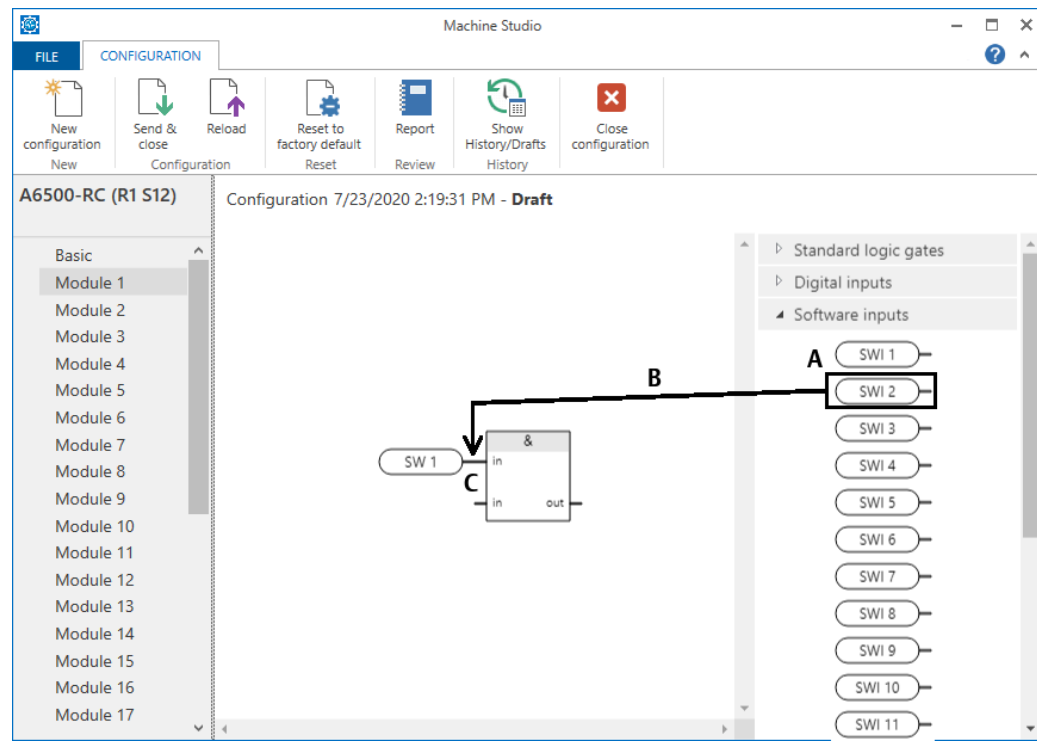 Machine Studio
FILE
CONFIGURATION
?
New
configuration
Send &
close
Reload
Reset to
factory default
Report
Show
History/Drafts
Close
configuration
New
Configuration
Reset
Review
History
A6500-RC (R1 S12)
Configuration 7/23/2020 2:19:31 PM - Draft
Basic
Module 1
Module 2
Module 3
Module 4
Module 5
Module 6
Module 7
Module 8
Module 9
Module 10
Module 11
Module 12
Module 13
Module 14
Module 15
Module 16
Module 17
B
&
SW 1
in
C
in
out
Standard logic gates
Digital inputs
Software inputs
A
SWI 1
SWI 2
SWI 3
SWI 4
SWI 5
SWI 6
SWI 7
SWI 8
SWI 9
SWI 10
SWI 11